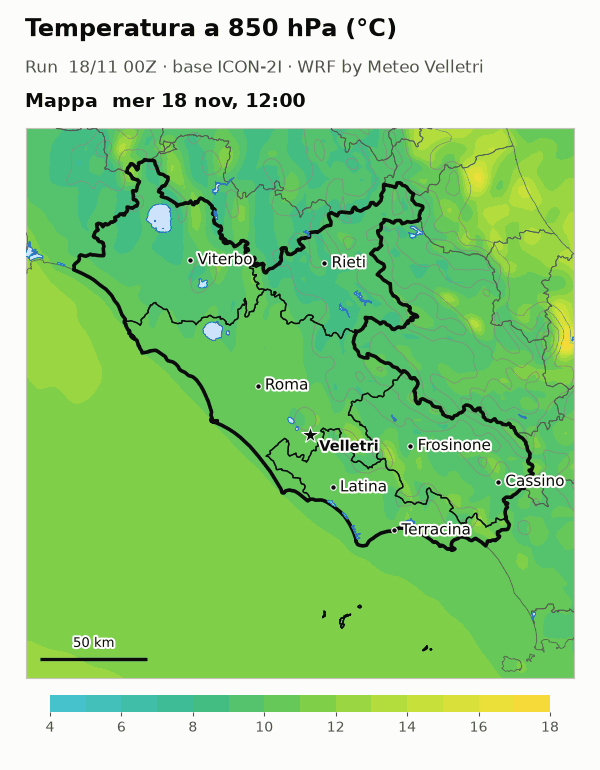 Temperatura a 850 hPa (°C)
Run  18/11 00Z · base ICON-2I · WRF by Meteo Velletri
Mappa  mer 18 nov, 12:00
Viterbo
Rieti
Roma
Velletri
Frosinone
Latina
Cassino
Terracina
50 km
4 6 8 10 12 14 16 18